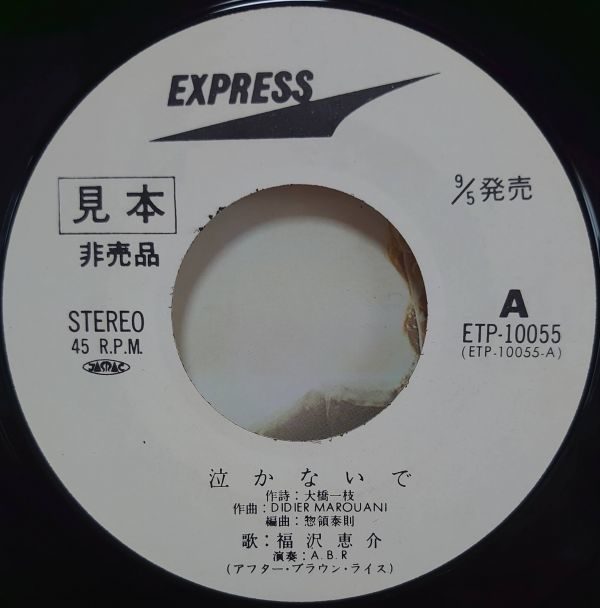 EXPRESS
見本
非売品
9/5 発売
STEREO
45 R.P.M.
JASRAC
A
ETP-10055
(ETP-10055-A)
泣かないで
作詩:大橋一枝
作曲:DIDIER MAROUANI
編曲:惣領泰則
歌:福沢恵介
演奏:A.B.R
(アフター・ブラウン・ライス)